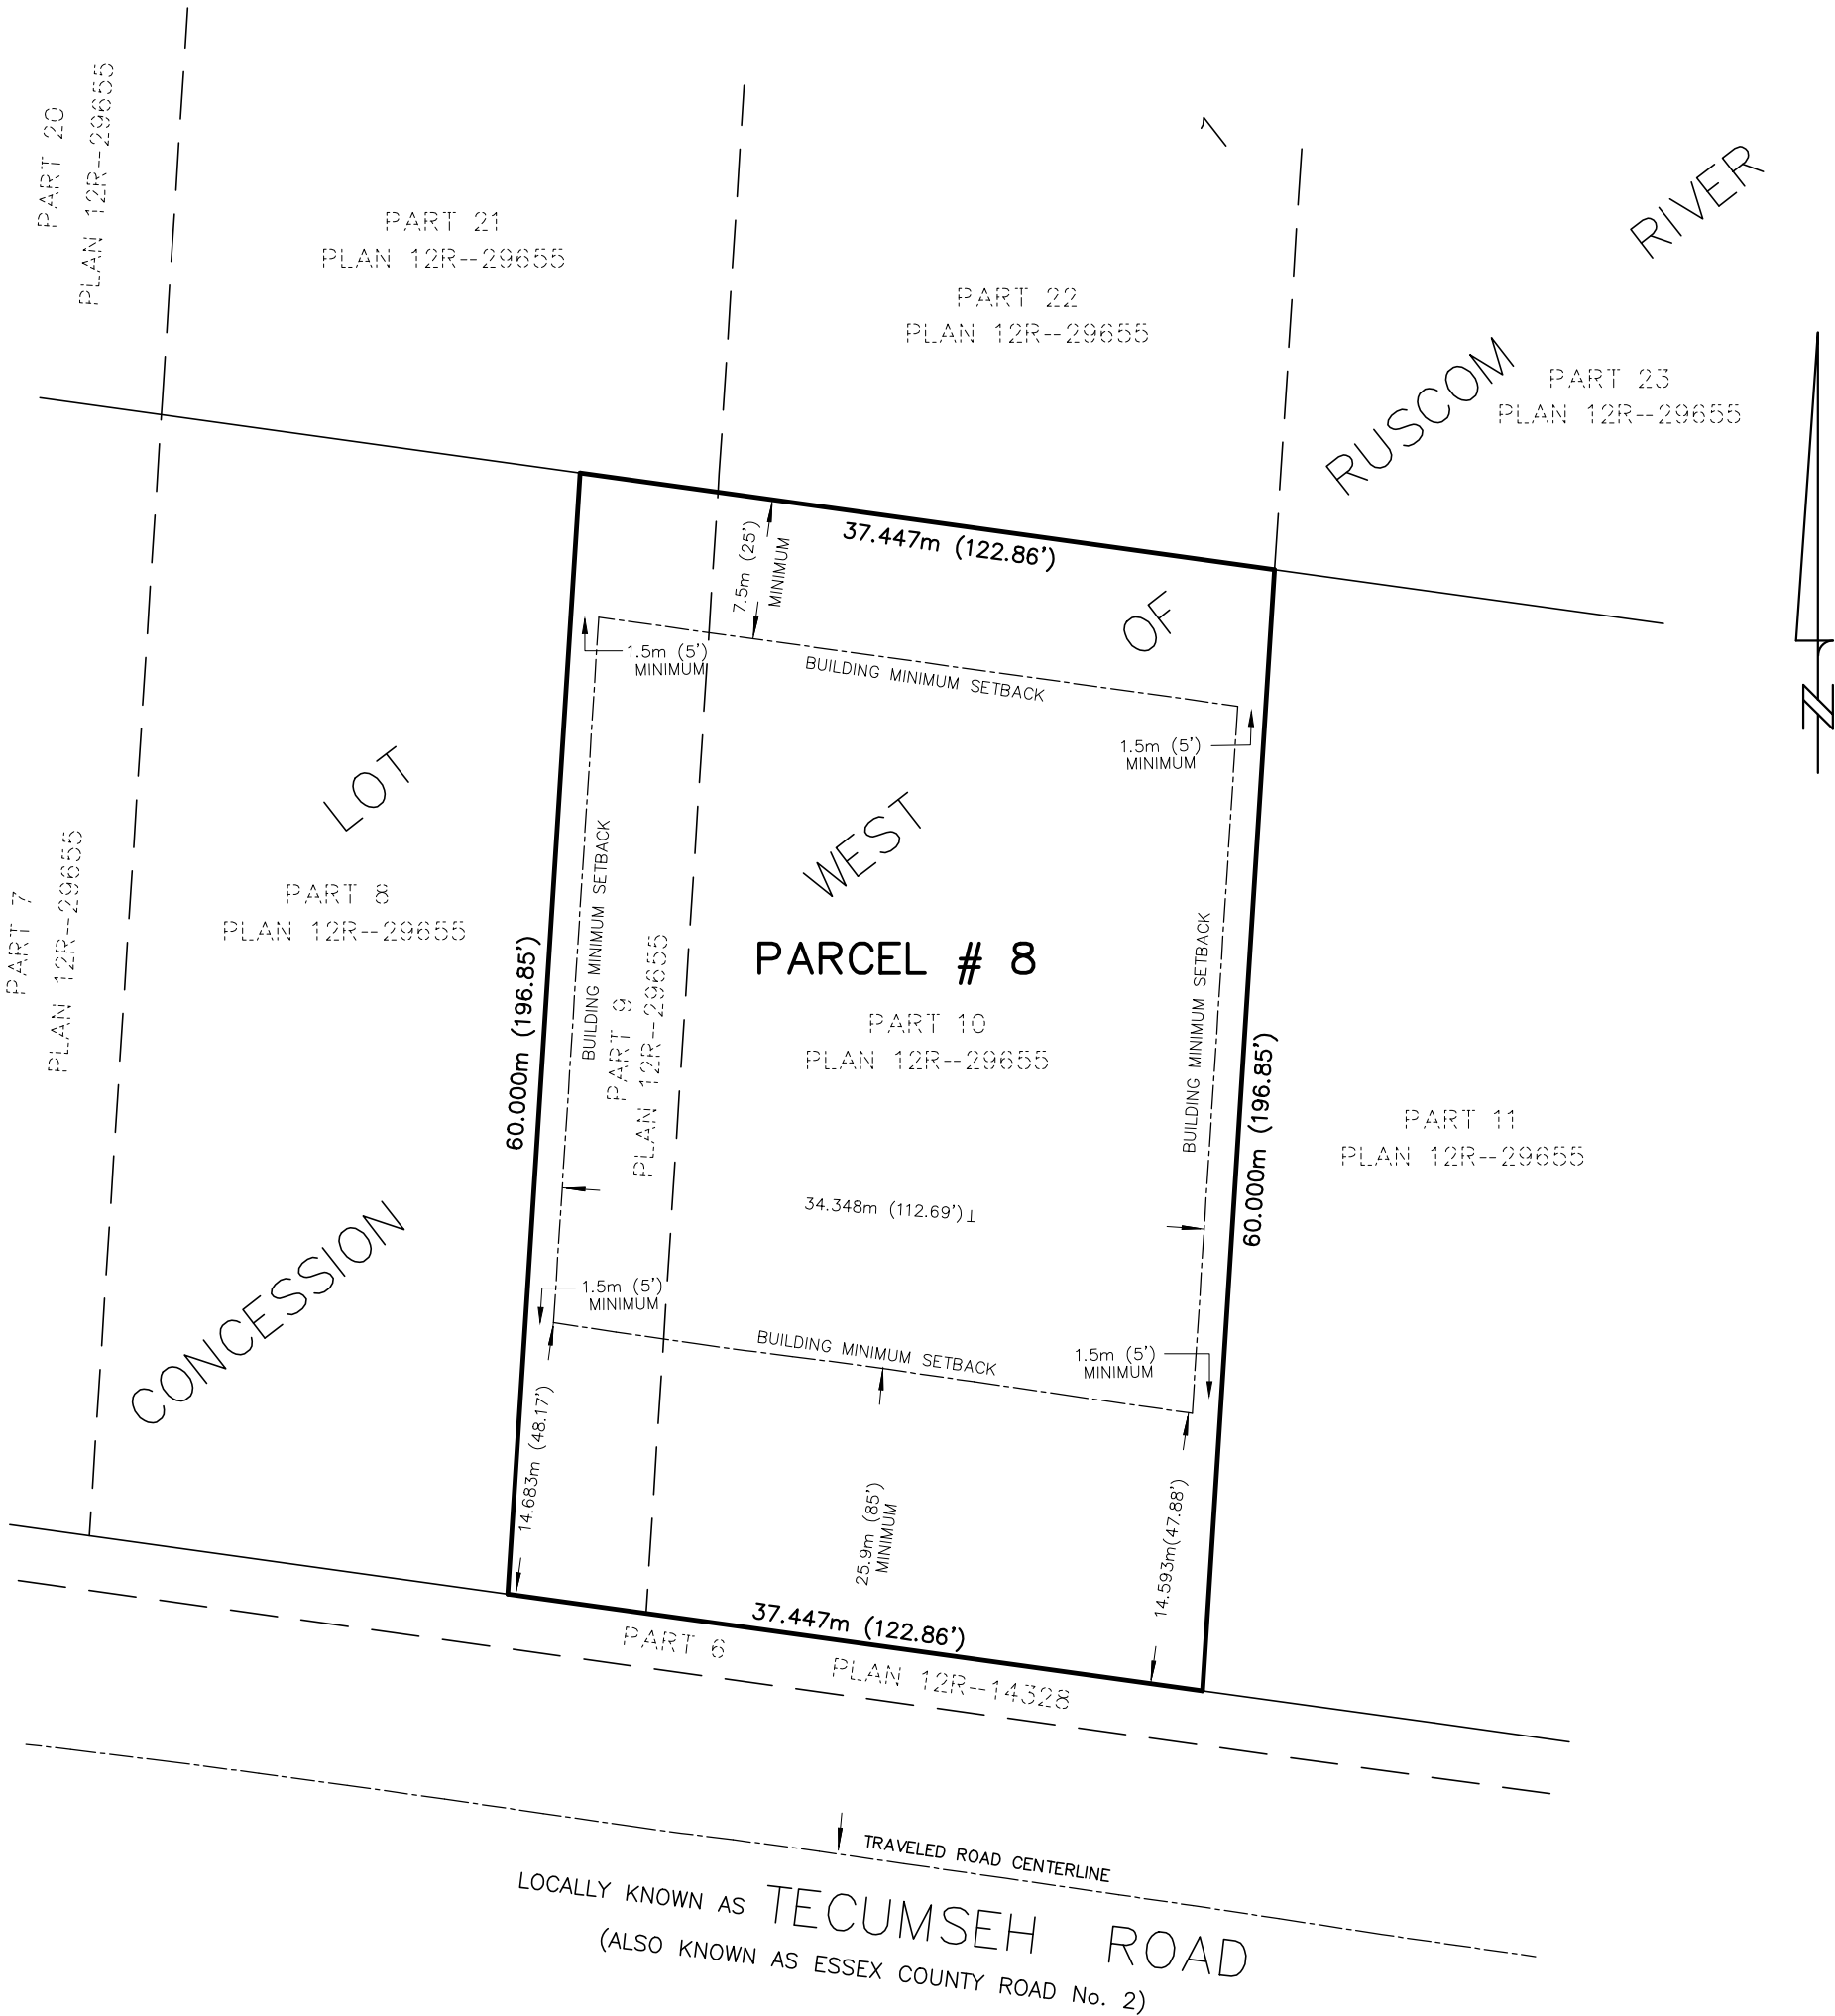 PART 20
PLAN 12R--29655
PART 21
PLAN 12R--29655
PART 22
PLAN 12R--29655
1
RIVER
RUSCOM
PART 23
PLAN 12R--29655
37.447m (122.86')
7.5m (25')
MINIMUM
OF
1.5m (5')
MINIMUM
BUILDING MINIMUM SETBACK
1.5m (5')
MINIMUM
N
LOT
WEST
PART 7
PLAN 12R--29655
PART 8
PLAN 12R--29655
60.000m (196.85')
BUILDING MINIMUM SETBACK
PART 9
PLAN 12R--29655
PARCEL # 8
PART 10
PLAN 12R--29655
BUILDING MINIMUM SETBACK
60.000m (196.85')
PART 11
PLAN 12R--29655
34.348m (112.69')⊥
CONCESSION
1.5m (5')
MINIMUM
BUILDING MINIMUM SETBACK
1.5m (5')
MINIMUM
14.683m (48.17')
25.9m (85')
MINIMUM
14.593m(47.88')
37.447m (122.86')
PART 6
PLAN 12R--14328
TRAVELED ROAD CENTERLINE
LOCALLY KNOWN AS TECUMSEH ROAD
(ALSO KNOWN AS ESSEX COUNTY ROAD No. 2)